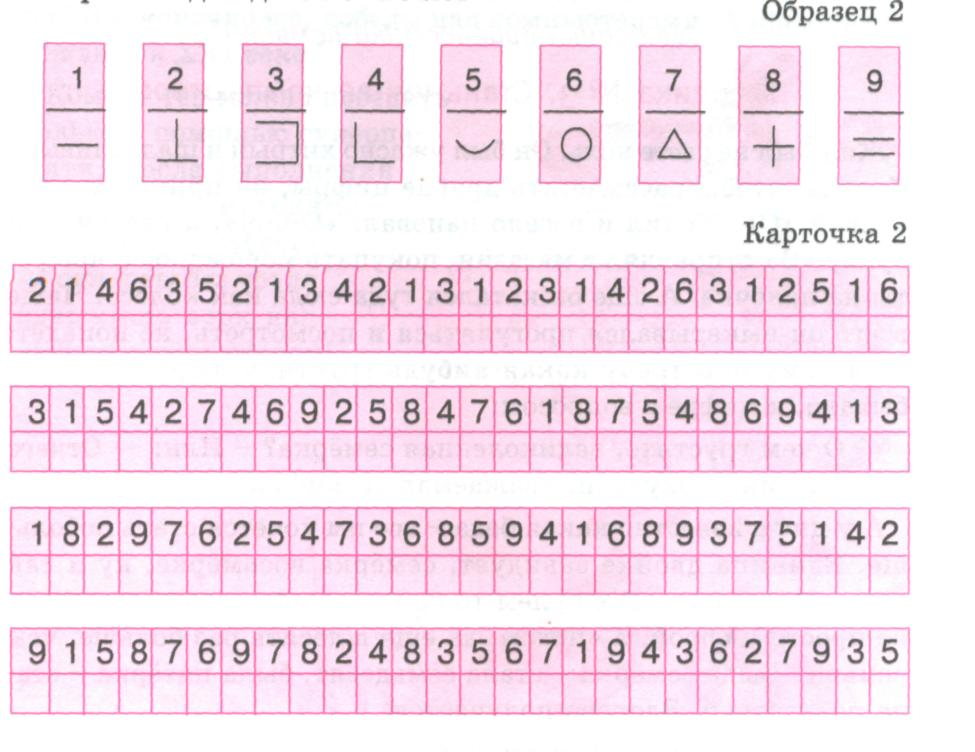 Образец 2
1 2 3 4 5 6 7 8 9
Карточка 2
2 1 4 6 3 5 2 1 3 4 2 1 3 1 2 3 1 4 2 6 3 1 2 5 1 6
3 1 5 4 2 7 4 6 9 2 5 8 4 7 6 1 8 7 5 4 8 6 9 4 1 3
1 8 2 9 7 6 2 5 4 7 3 6 8 5 9 4 1 6 8 9 3 7 5 1 4 2
9 1 5 8 7 6 9 7 8 2 4 8 3 5 6 7 1 9 4 3 6 2 7 9 3 5